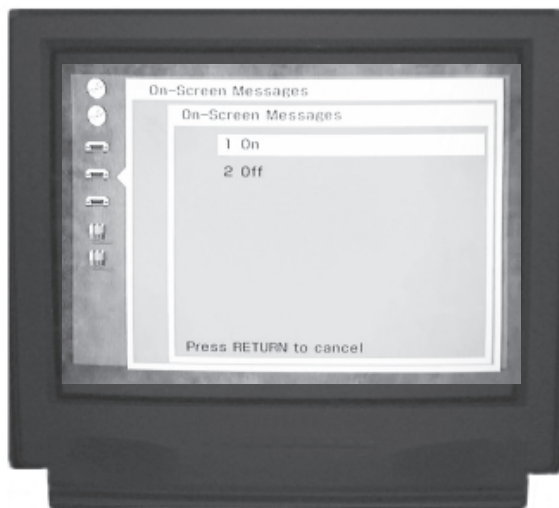 On-Screen Messages
On-Screen Messages
1 On
2 Off
Press RETURN to cancel